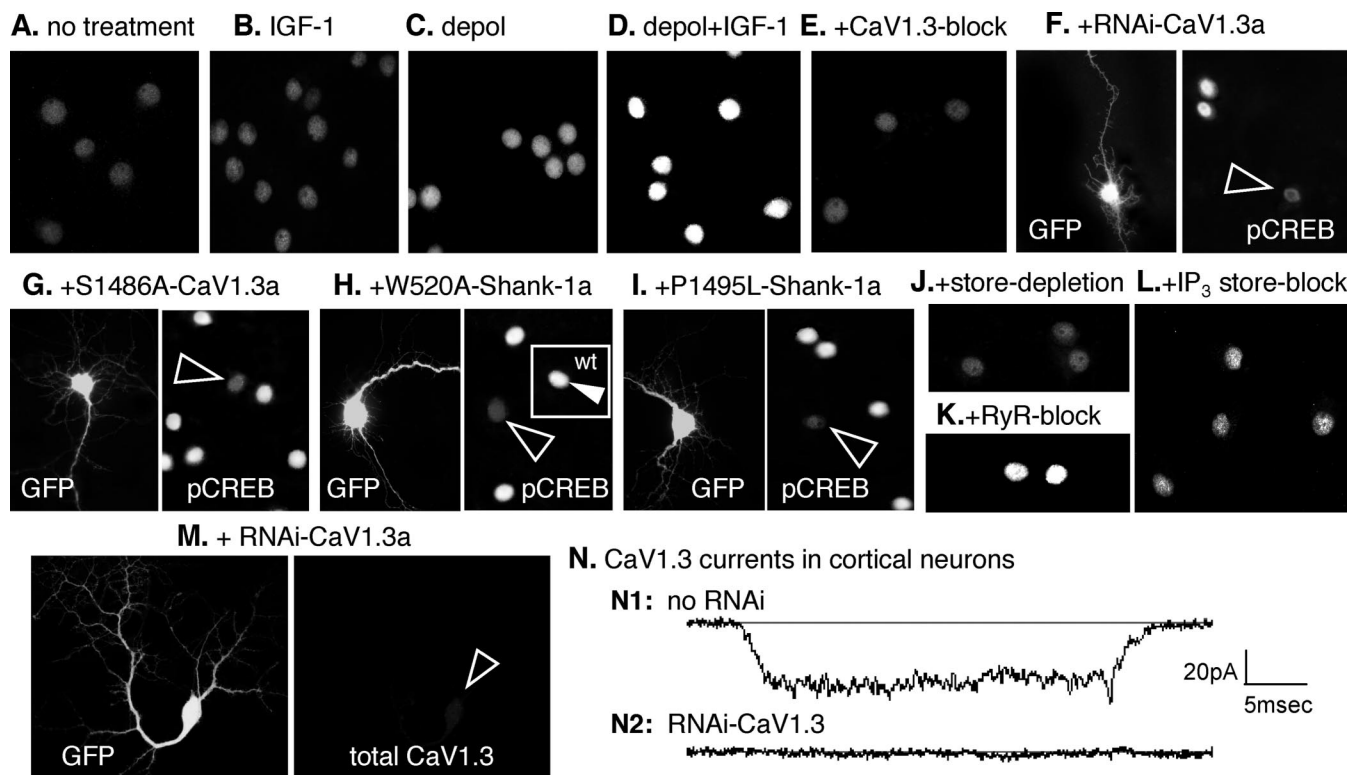 A. no treatment
B. IGF-1
C. depol
D. depol+IGF-1
E. +CaV1.3-block
F. +RNAi-CaV1.3a
GFP
pCREB
G. +S1486A-CaV1.3a
H. +W520A-Shank-1a
I. +P1495L-Shank-1a
J.+store-depletion
L.+IP₃ store-block
wt
K.+RyR-block
GFP
pCREB
GFP
pCREB
GFP
pCREB
M. + RNAi-CaV1.3a
GFP
total CaV1.3
N. CaV1.3 currents in cortical neurons
N1: no RNAi
20pA
5msec
N2: RNAi-CaV1.3